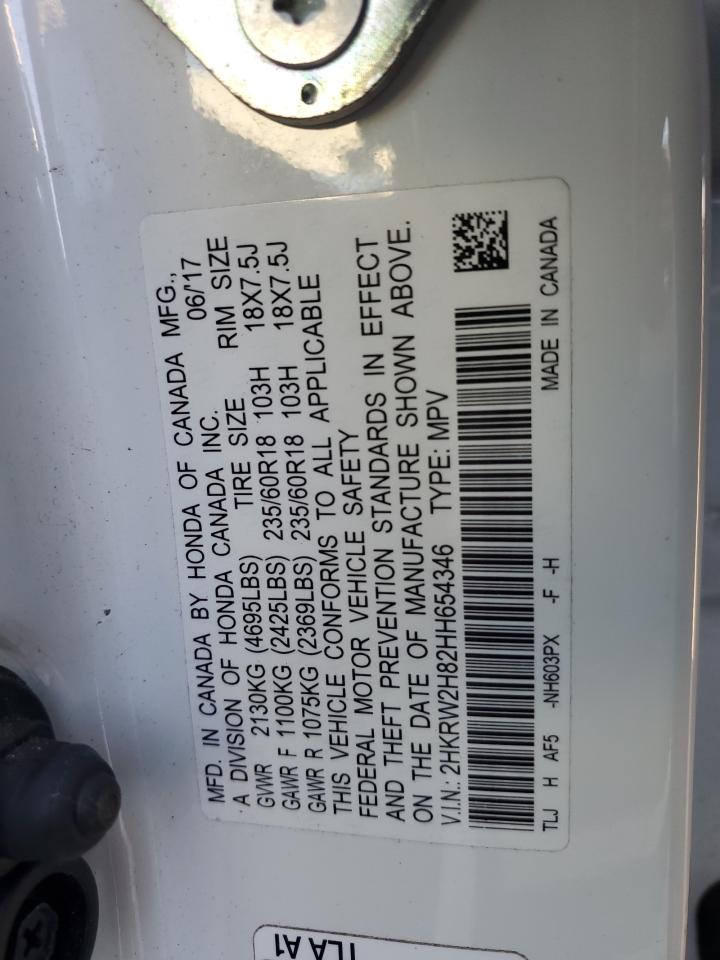 MFD. IN CANADA BY HONDA OF CANADA MFG.,
A DIVISION OF HONDA CANADA INC. 06/'17
GVWR 2130KG (4695LBS) TIRE SIZE RIM SIZE
GAWR F 1100KG (2425LBS) 235/60R18 103H 18X7.5J
GAWR R 1075KG (2369LBS) 235/60R18 103H 18X7.5J
THIS VEHICLE CONFORMS TO ALL APPLICABLE
FEDERAL MOTOR VEHICLE SAFETY
AND THEFT PREVENTION STANDARDS IN EFFECT
ON THE DATE OF MANUFACTURE SHOWN ABOVE.
V.I.N.: 2HKRW2H82HH654346 TYPE: MPV
TLJ H AF5 -NH603PX -F -H MADE IN CANADA
TLA A1